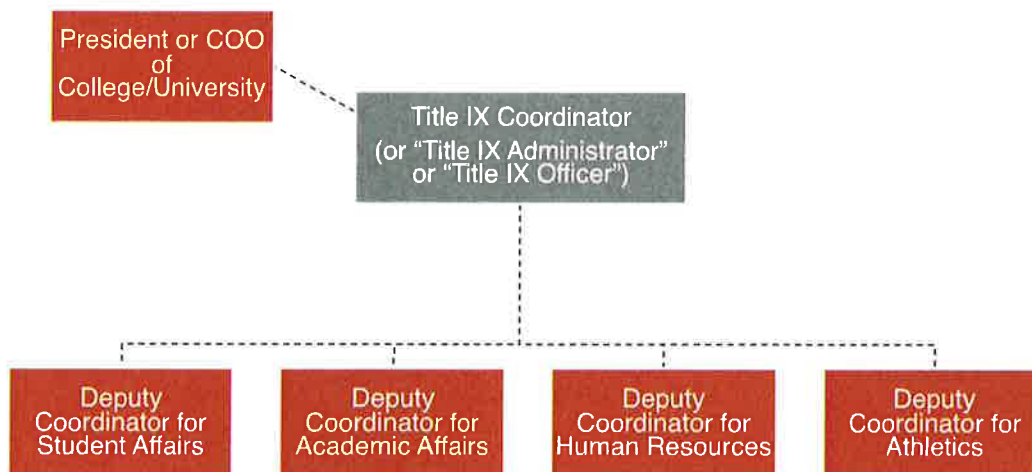 President or COO
of
College/University
Title IX Coordinator
(or “Title IX Administrator”
or “Title IX Officer”)
Deputy
Coordinator for
Student Affairs
Deputy
Coordinator for
Academic Affairs
Deputy
Coordinator for
Human Resources
Deputy
Coordinator for
Athletics